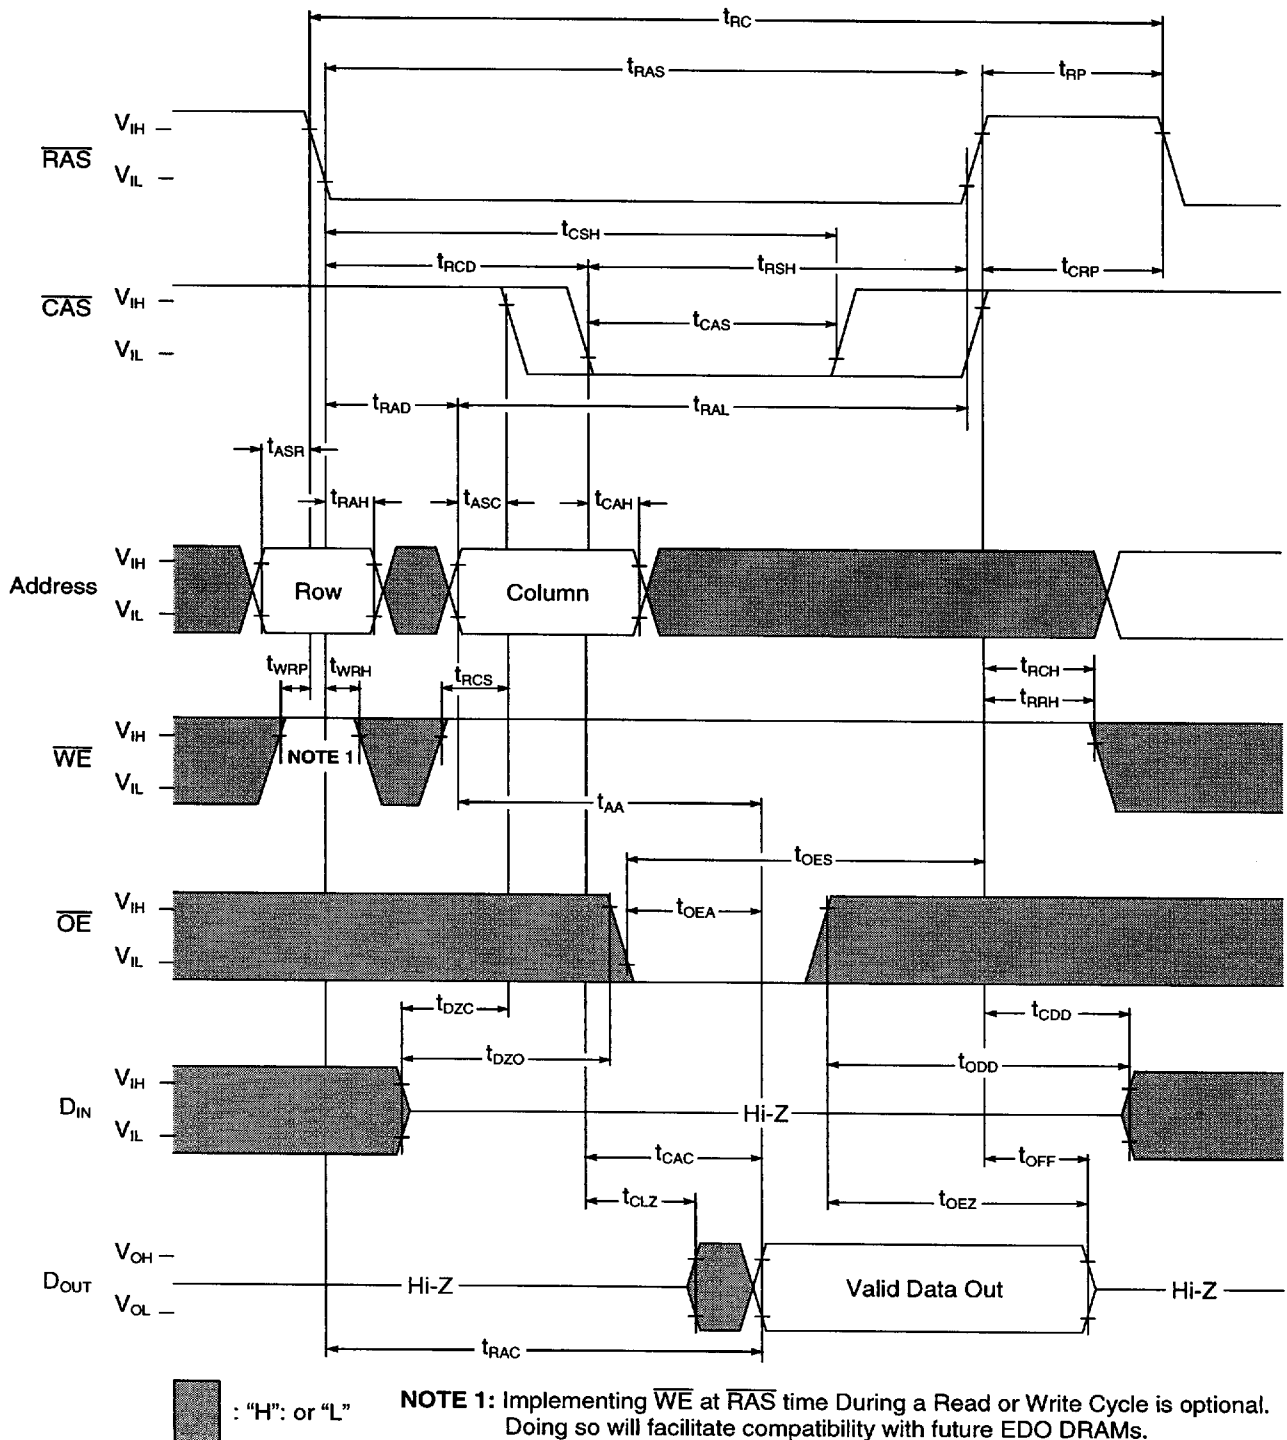 tRC
tRAS tRP
VIH
RAS
VIL
tCSH
tRCD tRSH tCRP
VIH
CAS
tCAS
VIL
tRAD tRAL
tASR
tRAH tASC tCAH
VIH
Address Row Column
VIL
tWRP tWRH tRCS tRCH
tRRH
VIH
WE NOTE 1
VIL
tAA
tOES
VIH
OE tOEA
VIL
tDZC tCDD
tDZO tODD
VIH
DIN Hi-Z
VIL
tCAC tOFF
tCLZ tOEZ
VOH
DOUT Hi-Z Valid Data Out Hi-Z
VOL
tRAC
: “H”: or “L” NOTE 1: Implementing WE at RAS time During a Read or Write Cycle is optional.
Doing so will facilitate compatibility with future EDO DRAMs.